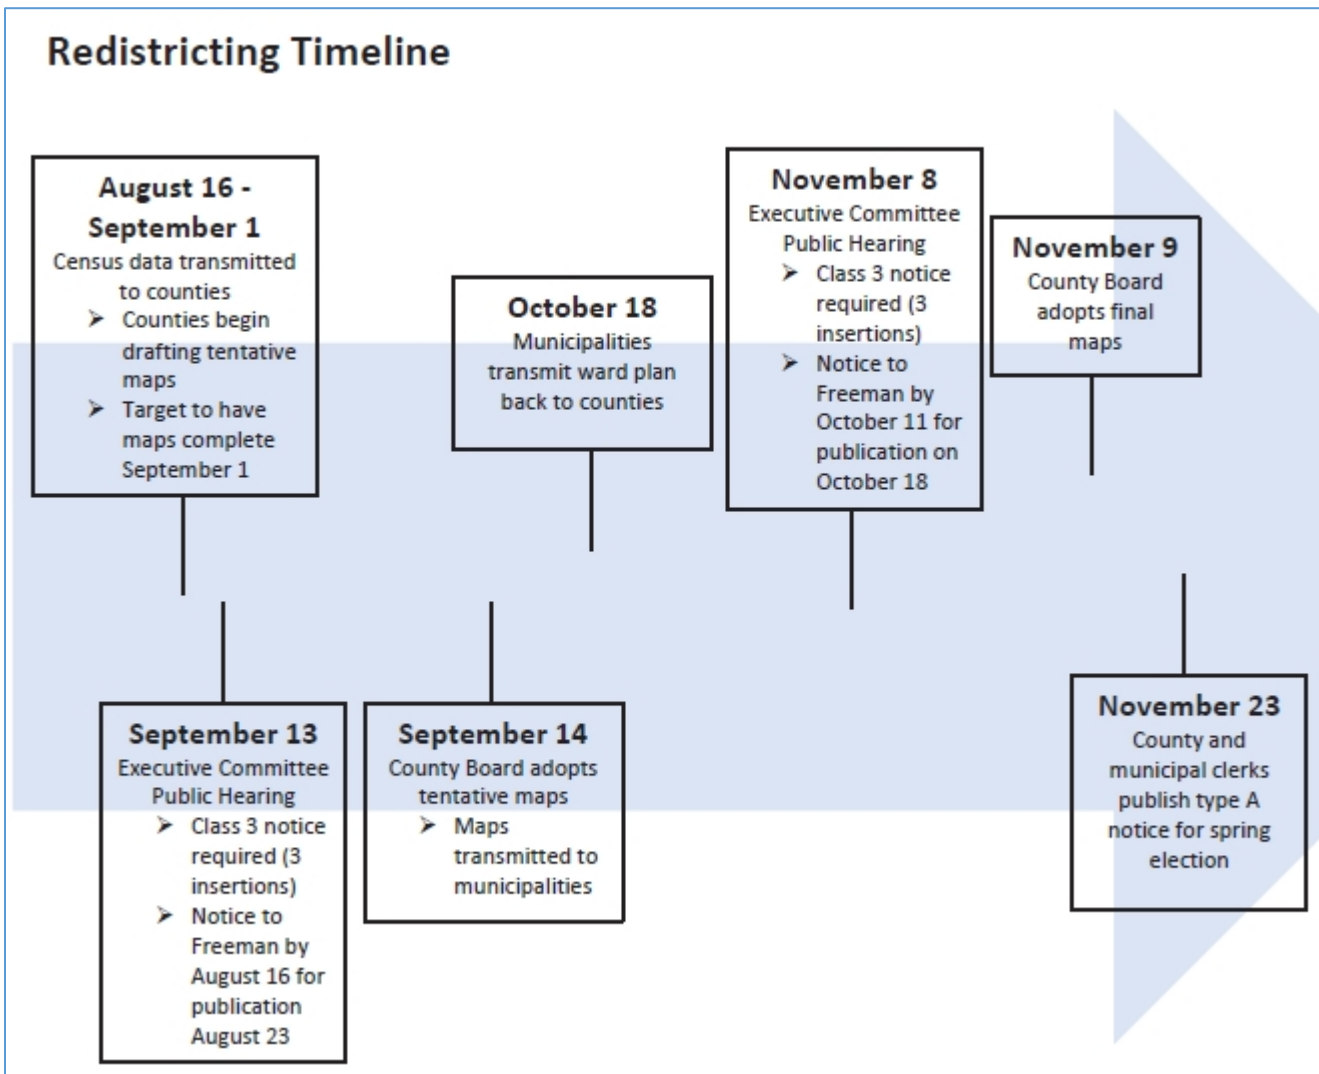 Redistricting Timeline
August 16 -
September 1
Census data transmitted
to counties
➤ Counties begin
drafting tentative
maps
➤ Target to have
maps complete
September 1
September 13
Executive Committee
Public Hearing
➤ Class 3 notice
required (3
insertions)
➤ Notice to
Freeman by
August 16 for
publication
August 23
September 14
County Board adopts
tentative maps
➤ Maps
transmitted to
municipalities
October 18
Municipalities
transmit ward plan
back to counties
November 8
Executive Committee
Public Hearing
➤ Class 3 notice
required (3
insertions)
➤ Notice to
Freeman by
October 11 for
publication on
October 18
November 9
County Board
adopts final
maps
November 23
County and
municipal clerks
publish type A
notice for spring
election